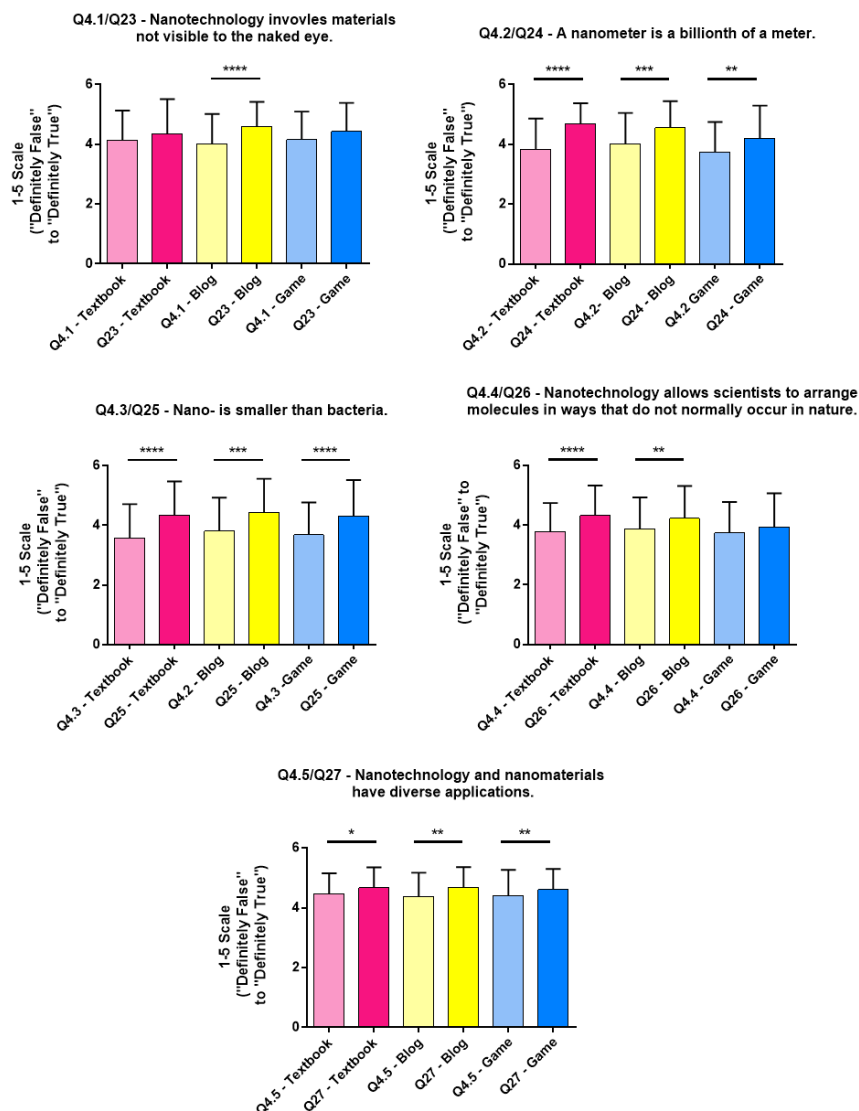 Q4.1/Q23 - Nanotechnology invovles materials
not visible to the naked eye.
****
6
4
2
0
1-5 Scale
("Definitely False"
to "Definitely True")
Q4.1 - Textbook
Q23 - Textbook
Q4.1 - Blog
Q23 - Blog
Q4.1 - Game
Q23 - Game
Q4.2/Q24 - A nanometer is a billionth of a meter.
****
***
**
6
4
2
0
1-5 Scale
("Definitely False"
to "Definitely True")
Q4.2 - Textbook
Q24 - Textbook
Q4.2- Blog
Q24 - Blog
Q4.2 Game
Q24 - Game
Q4.3/Q25 - Nano- is smaller than bacteria.
****
***
****
6
4
2
0
1-5 Scale
("Definitely False"
to "Definitely True")
Q4.3 - Textbook
Q25 - Textbook
Q4.2 - Blog
Q25 - Blog
Q4.3 -Game
Q25 - Game
Q4.4/Q26 - Nanotechnology allows scientists to arrange
molecules in ways that do not normally occur in nature.
****
**
6
4
2
0
1-5 Scale
("Definitely False" to
"Definitely True")
Q4.4 - Textbook
Q26 - Textbook
Q4.4 - Blog
Q26 - Blog
Q4.4 - Game
Q26 - Game
Q4.5/Q27 - Nanotechnology and nanomaterials
have diverse applications.
*
**
**
6
4
2
0
1-5 Scale
("Definitely False"
to "Definitely True")
Q4.5 - Textbook
Q27 - Textbook
Q4.5 - Blog
Q27 - Blog
Q4.5 - Game
Q27 - Game